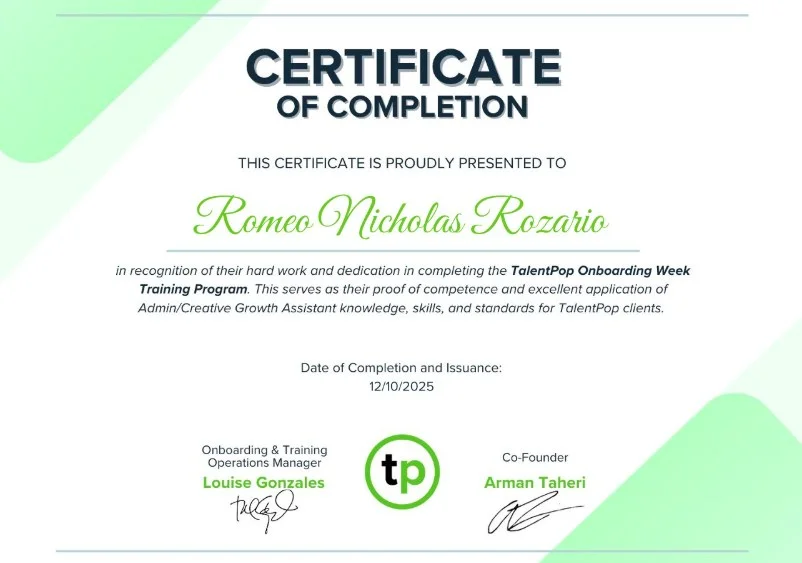 CERTIFICATE
OF COMPLETION
THIS CERTIFICATE IS PROUDLY PRESENTED TO
Romeo Nicholas Rozario
in recognition of their hard work and dedication in completing the TalentPop Onboarding Week
Training Program. This serves as their proof of competence and excellent application of
Admin/Creative Growth Assistant knowledge, skills, and standards for TalentPop clients.
Date of Completion and Issuance:
12/10/2025
Onboarding & Training
Operations Manager
Louise Gonzales
tp
Co-Founder
Arman Taheri